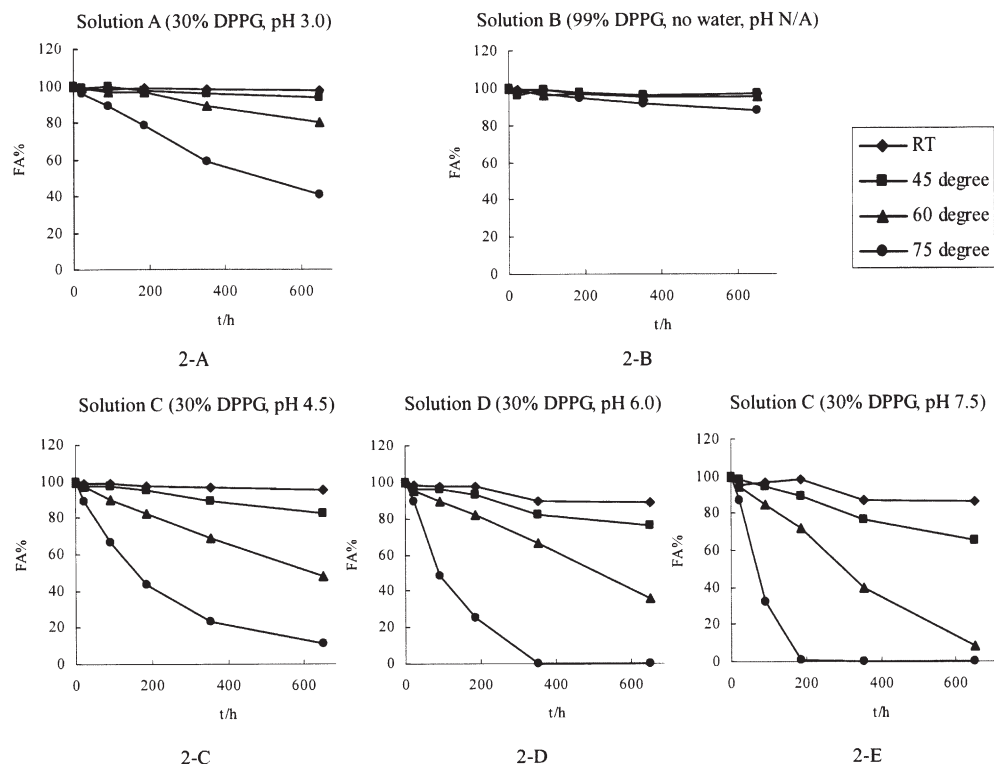 Solution A (30% DPPG, pH 3.0)
120
100
80
60
40
20
0
FA%
0 200 400 600
t/h
2-A
Solution B (99% DPPG, no water, pH N/A)
120
100
80
60
40
20
0
FA%
0 200 400 600
t/h
2-B
RT
45 degree
60 degree
75 degree
Solution C (30% DPPG, pH 4.5)
120
100
80
60
40
20
0
FA%
0 200 400 600
t/h
2-C
Solution D (30% DPPG, pH 6.0)
120
100
80
60
40
20
0
FA%
0 200 400 600
t/h
2-D
Solution C (30% DPPG, pH 7.5)
120
100
80
60
40
20
0
FA%
0 200 400 600
t/h
2-E